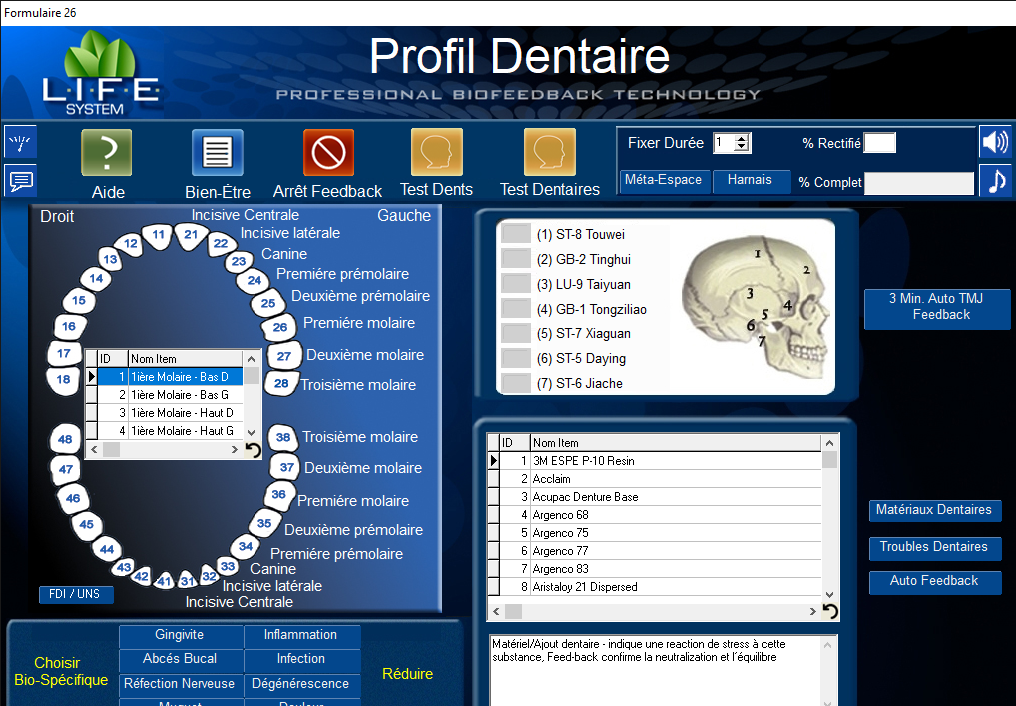 Formulaire 26
L·I·F·E
SYSTEM
Profil Dentaire
PROFESSIONAL BIOFEEDBACK TECHNOLOGY
Aide
Bien-Être
Arrêt Feedback
Test Dents
Test Dentaires
Fixer Durée 1
% Rectifié
Méta-Espace
Harnais
% Complet
Droit
Gauche
Incisive Centrale
Incisive latérale
Canine
Premiére prémolaire
Deuxième prémolaire
Premiére molaire
Deuxième molaire
Troisième molaire
11 21
12 22
13 23
14 24
15 25
16 26
17 27
18 28
ID Nom Item
1 1ière Molaire - Bas D
2 1ière Molaire - Bas G
3 1ière Molaire - Haut D
4 1ière Molaire - Haut G
48 38
47 37
46 36
45 35
44 34
43 33
42 32
41 31
Troisième molaire
Deuxième molaire
Premiére molaire
Deuxième prémolaire
Premiére prémolaire
Canine
Incisive latérale
Incisive Centrale
FDI / UNS
(1) ST-8 Touwei
(2) GB-2 Tinghui
(3) LU-9 Taiyuan
(4) GB-1 Tongziliao
(5) ST-7 Xiaguan
(6) ST-5 Daying
(7) ST-6 Jiache
1
2
3
4
5
6
7
3 Min. Auto TMJ
Feedback
ID Nom Item
1 3M ESPE P-10 Resin
2 Acclaim
3 Acupac Denture Base
4 Argenco 68
5 Argenco 75
6 Argenco 77
7 Argenco 83
8 Aristaloy 21 Dispersed
Matériaux Dentaires
Troubles Dentaires
Auto Feedback
Matériel/Ajout dentaire - indique une reaction de stress à cette
substance, Feed-back confirme la neutralization et l'équilibre
Choisir
Bio-Spécifique
Gingivite
Inflammation
Abcés Bucal
Infection
Réfection Nerveuse
Dégénérescence
Muguet
Douleur
Réduire